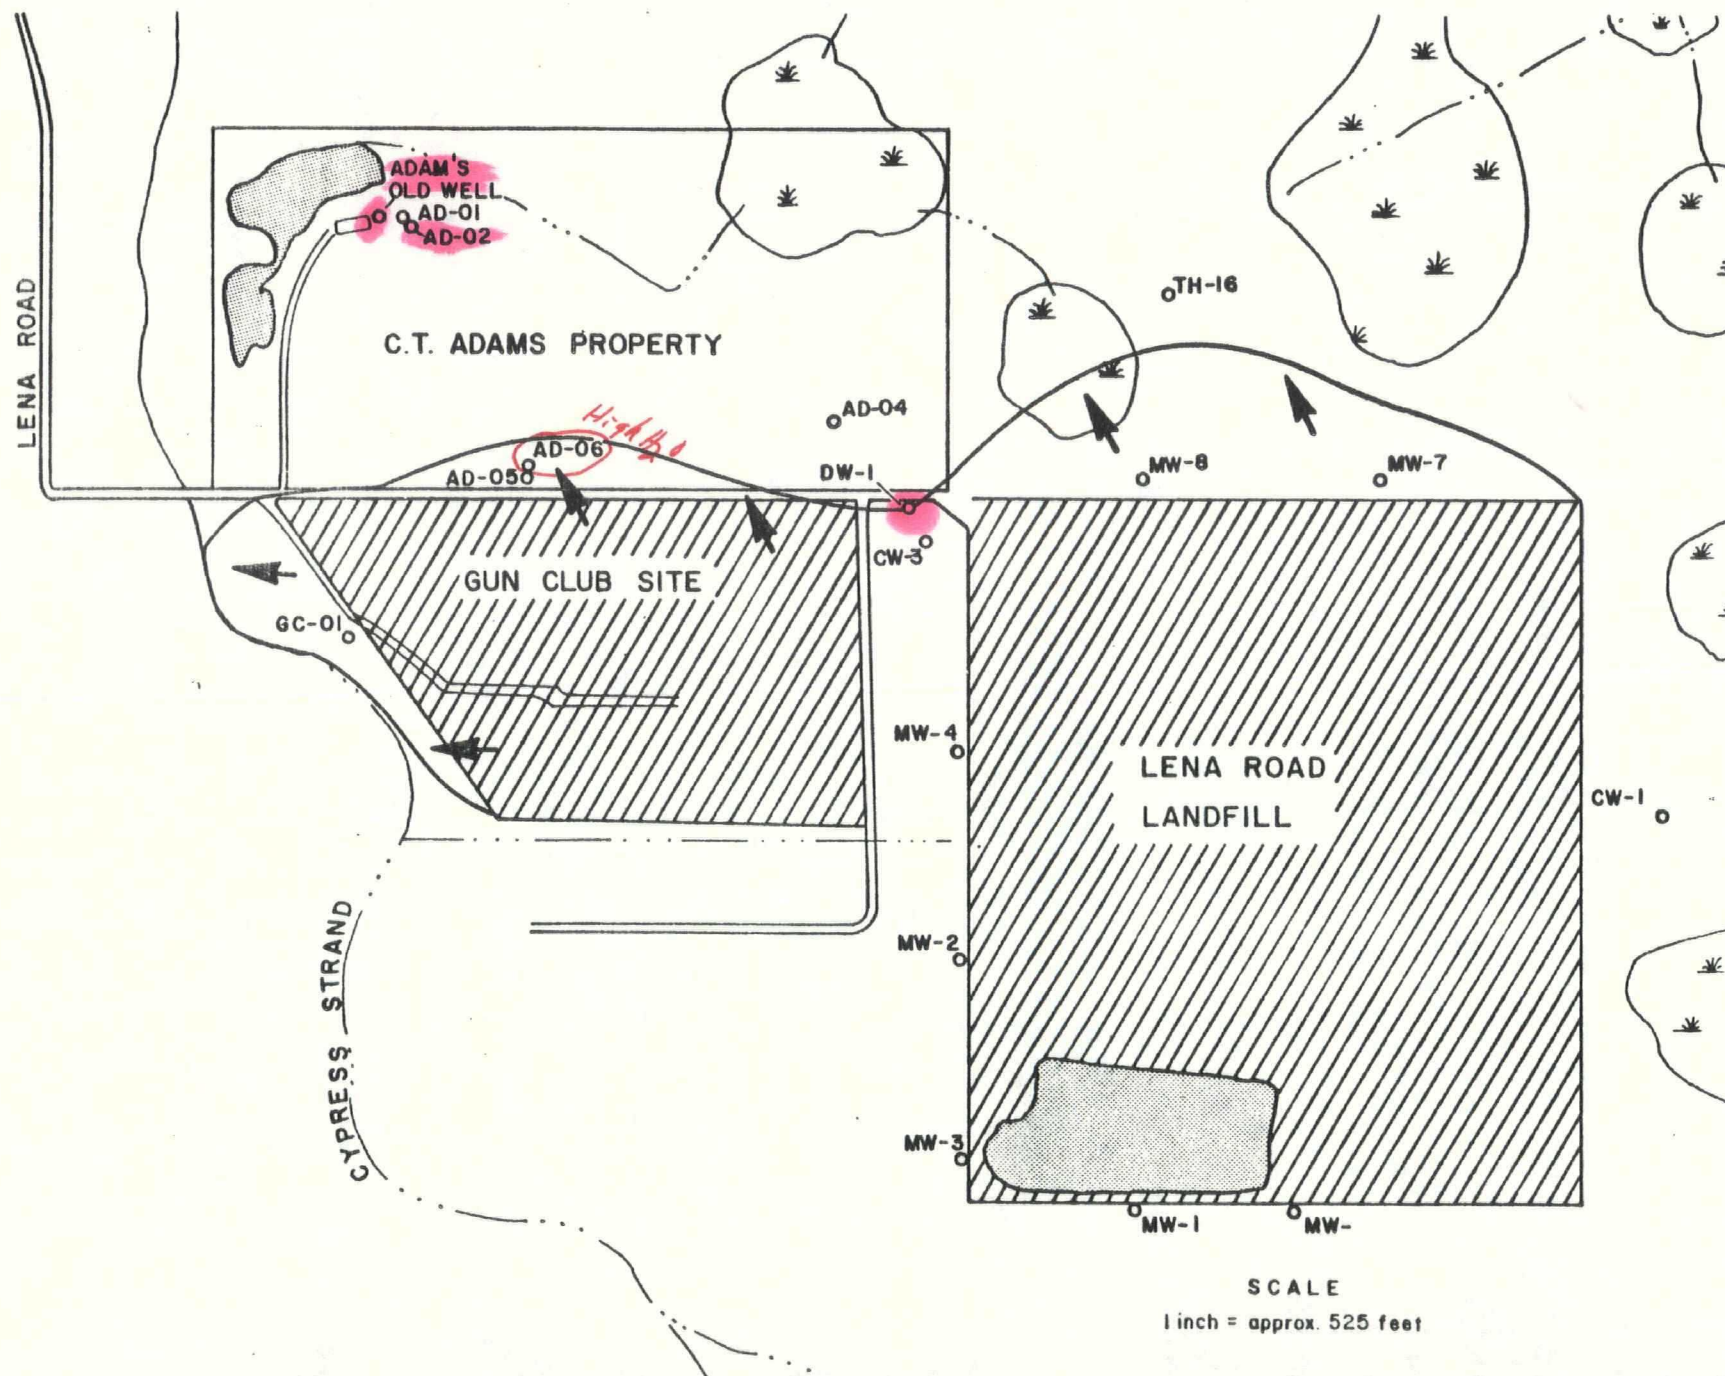 ADAM'S
OLD WELL
AD-01
AD-02
LENA ROAD
TH-16
C.T. ADAMS PROPERTY
AD-04
High
AD-06
AD-05
DW-1
MW-8
MW-7
CW-3
GUN CLUB SITE
GC-01
MW-4
LENA ROAD
LANDFILL
CW-1
MW-2
CYPRESS STRAND
MW-3
MW-1
MW-
SCALE
1 inch = approx. 525 feet